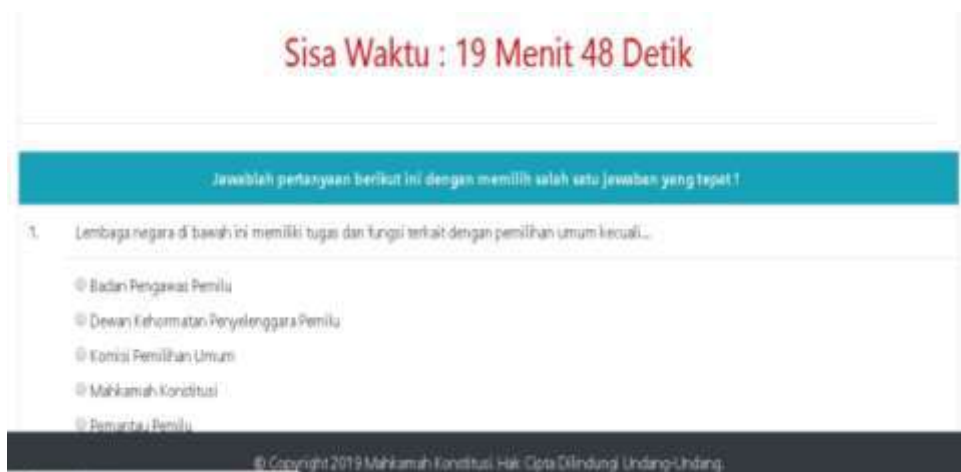 Sisa Waktu : 19 Menit 48 Detik
Jawablah pertanyaan berikut ini dengan memilih salah satu jawaban yang tepat !
1. Lembaga negara di bawah ini memiliki tugas dan fungsi terkait dengan pemilihan umum kecuali...
Badan Pengawas Pemilu
Dewan Kehormatan Penyelenggara Pemilu
Komisi Pemilihan Umum
Mahkamah Konstitusi
Pemantau Pemilu
© Copyright 2019 Mahkamah Konstitusi. Hak Cipta Dilindungi Undang-Undang.